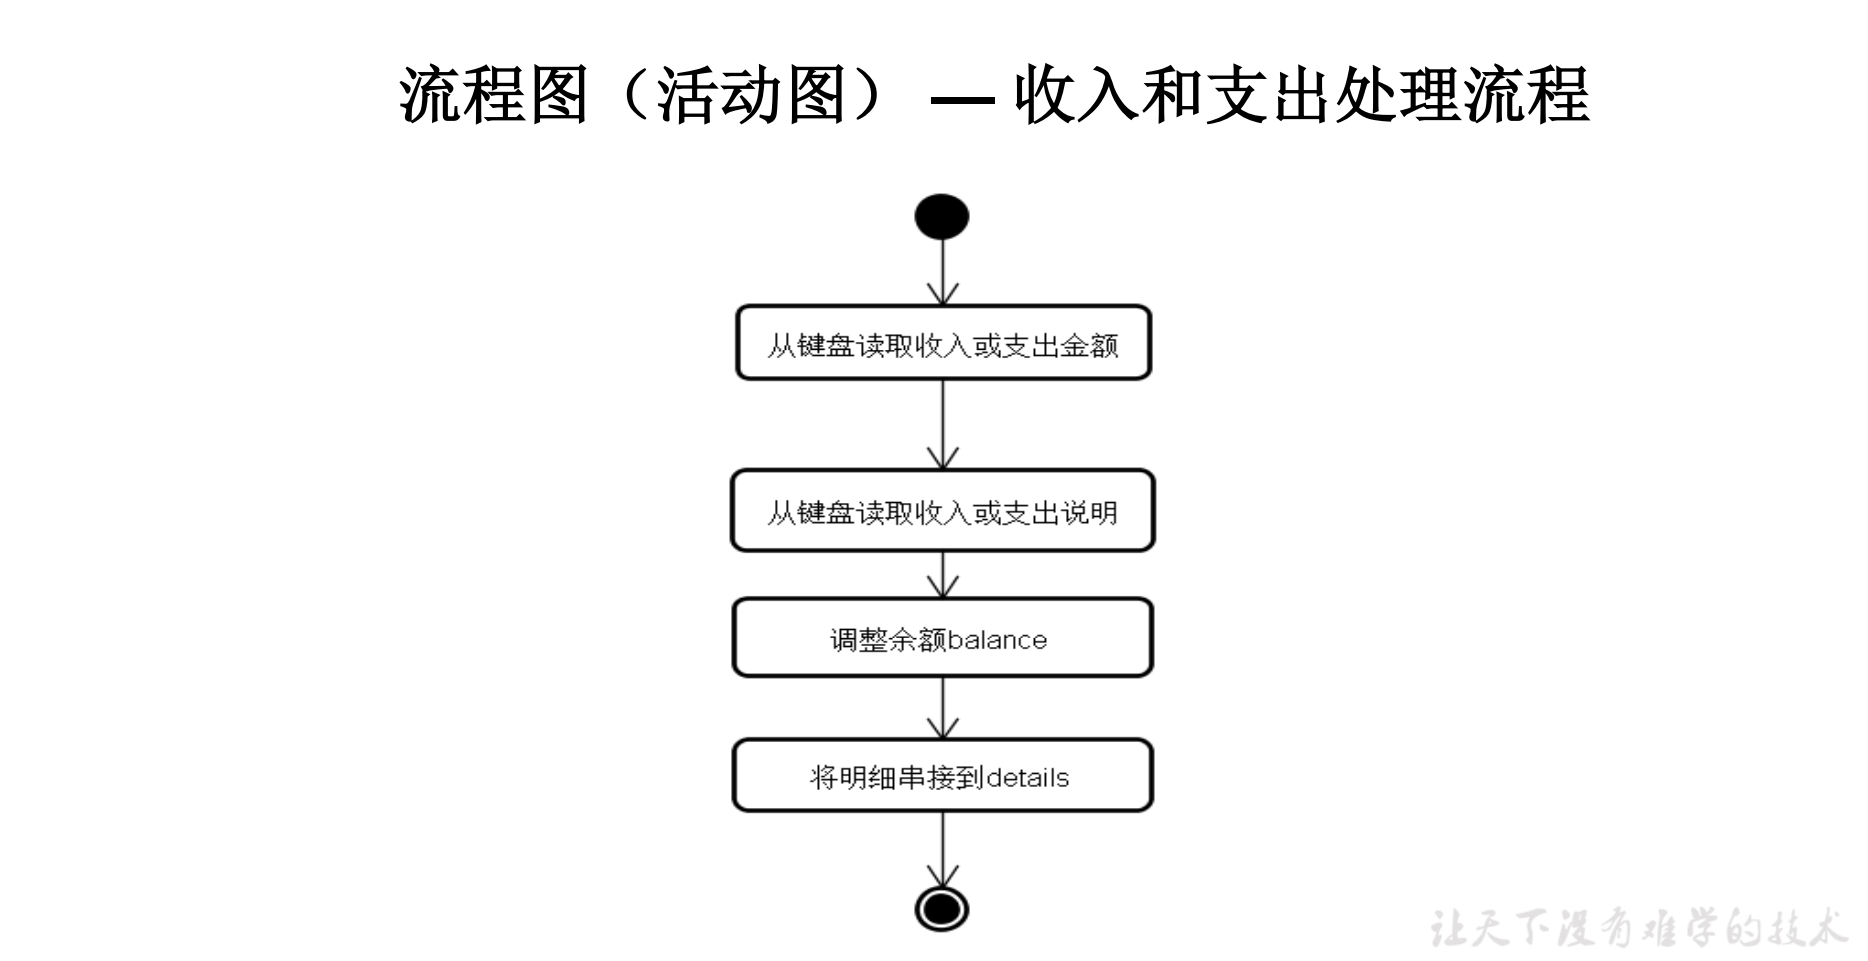 流程图（活动图） — 收入和支出处理流程
从键盘读取收入或支出金额
从键盘读取收入或支出说明
调整余额balance
将明细串接到details
让天下没有难学的技术